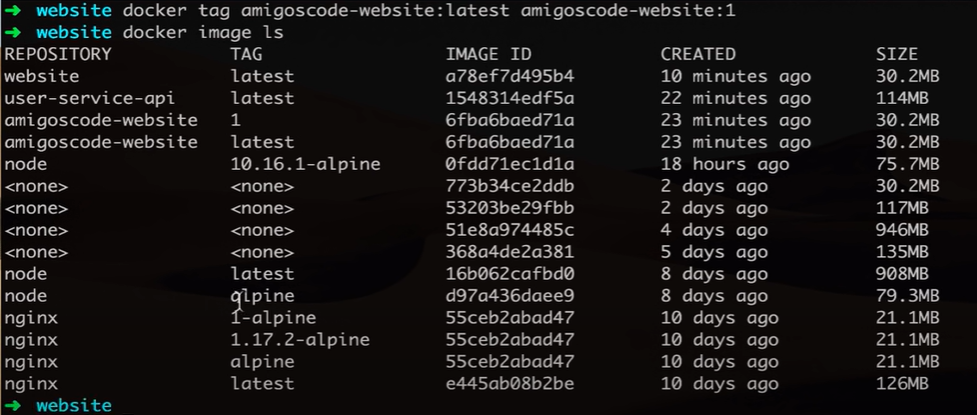 ➜ website docker tag amigoscode-website:latest amigoscode-website:1
➜ website docker image ls
REPOSITORY TAG IMAGE ID CREATED SIZE
website latest a78ef7d495b4 10 minutes ago 30.2MB
user-service-api latest 1548314edf5a 22 minutes ago 114MB
amigoscode-website 1 6fba6baed71a 23 minutes ago 30.2MB
amigoscode-website latest 6fba6baed71a 23 minutes ago 30.2MB
node 10.16.1-alpine 0fdd71ec1d1a 18 hours ago 75.7MB
<none> <none> 773b34ce2ddb 2 days ago 30.2MB
<none> <none> 53203be29fbb 2 days ago 117MB
<none> <none> 51e8a974485c 4 days ago 946MB
<none> <none> 368a4de2a381 5 days ago 135MB
node latest 16b062cafbd0 8 days ago 908MB
node alpine d97a436daee9 8 days ago 79.3MB
nginx 1-alpine 55ceb2abad47 10 days ago 21.1MB
nginx 1.17.2-alpine 55ceb2abad47 10 days ago 21.1MB
nginx alpine 55ceb2abad47 10 days ago 21.1MB
nginx latest e445ab08b2be 10 days ago 126MB
➜ website